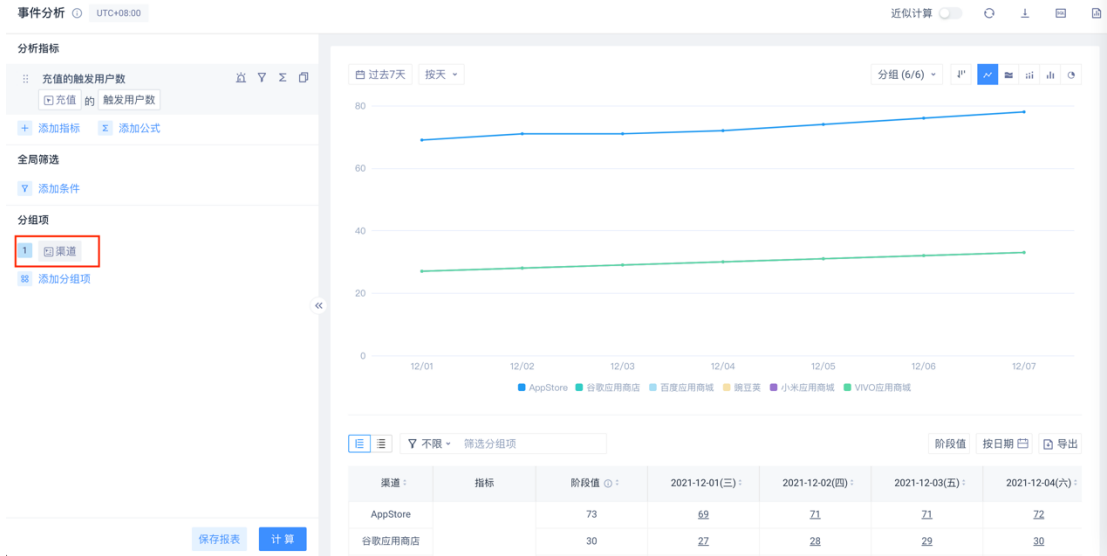 事件分析 UTC+08:00
近似计算
分析指标
充值的触发用户数
充值 的 触发用户数
添加指标 Σ 添加公式
全局筛选
添加条件
分组项
1 渠道
添加分组项
保存报表 计算
过去7天 按天
分组 (6/6)
80
60
40
20
0
12/01 12/02 12/03 12/04 12/05 12/06 12/07
AppStore 谷歌应用商店 百度应用商城 豌豆荚 小米应用商城 VIVO应用商城
不限 筛选分组项
阶段值 按日期 导出
渠道 指标 阶段值 2021-12-01(三) 2021-12-02(四) 2021-12-03(五) 2021-12-04(六)
AppStore 73 69 71 71 72
谷歌应用商店 30 27 28 29 30